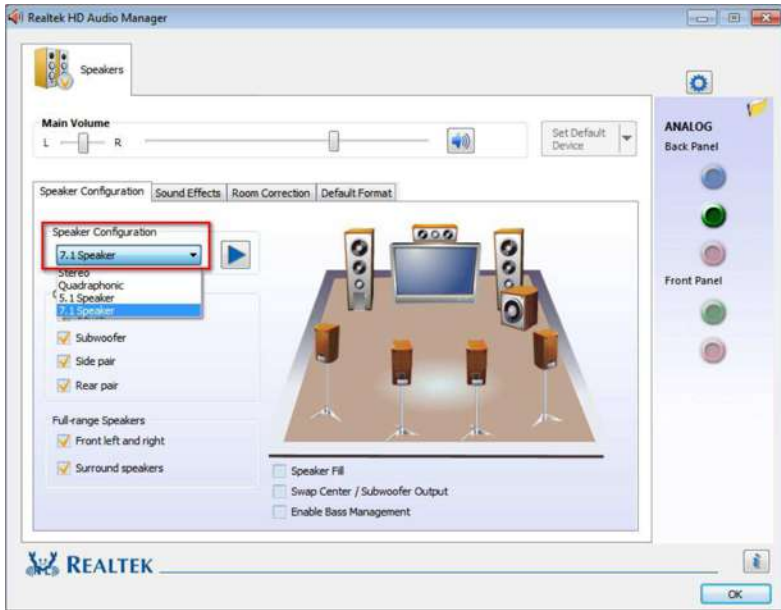 Realtek HD Audio Manager
Speakers
Main Volume
L R
Set Default
Device
ANALOG
Back Panel
Speaker Configuration Sound Effects Room Correction Default Format
Speaker Configuration
7.1 Speaker
Stereo
Quadraphonic
5.1 Speaker
7.1 Speaker
Subwoofer
Side pair
Rear pair
Front Panel
Full-range Speakers
Front left and right
Surround speakers
Speaker Fill
Swap Center / Subwoofer Output
Enable Bass Management
REALTEK
OK